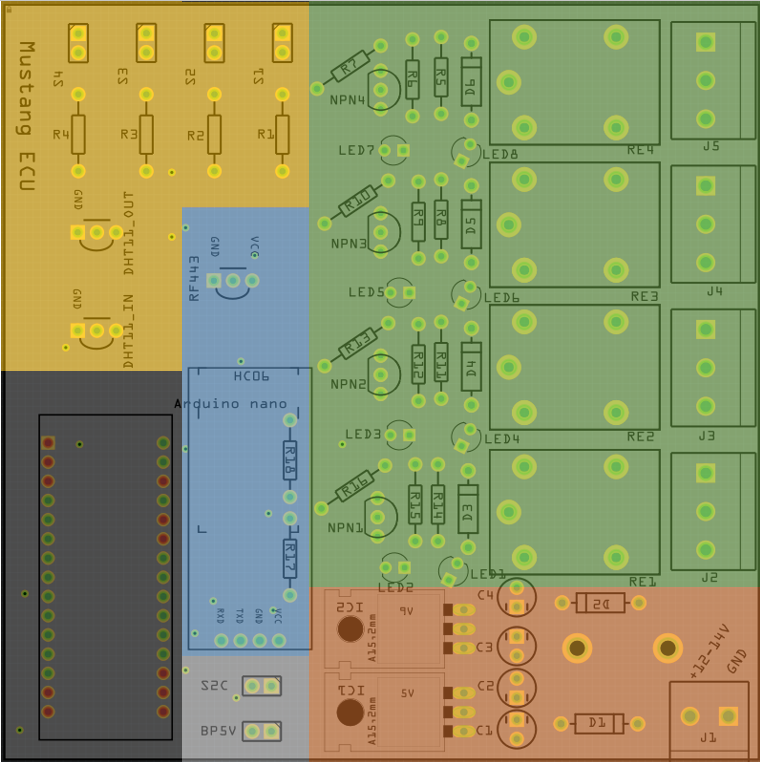 Mustang ECU
S4
S3
S2
S1
R4
R3
R2
R1
GND
DHT11_OUT
GND
DHT11_IN
RF443
GND
VCC
HC06
Arduino nano
R18
R17
RXD
TXD
GND
VCC
S2C
BP5V
R7
R6
R5
D6
NPN4
LED7
LED8
RE4
J5
R10
R9
R8
D5
NPN3
LED5
LED6
RE3
J4
R13
R12
R11
D4
NPN2
LED3
LED4
RE2
J3
R16
R15
R14
D3
NPN1
LED2
LED1
RE1
J2
IC2
9V
A15,2mm
C4
C3
D2
IC1
5V
A15,2mm
C2
C1
D1
+12-14V
GND
J1